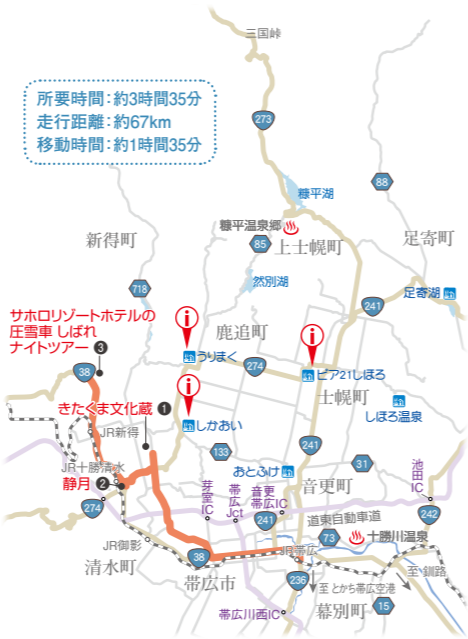 三国峠
所要時間：約3時間35分
走行距離：約67km
移動時間：約1時間35分
273
88
糠平湖
糠平温泉郷
85
上士幌町
足寄町
新得町
然別湖
718
241
足寄湖
サホロリゾートホテルの
圧雪車 しばれ
ナイトツアー ❸
i
鹿追町
i
38
うりまく
274
ピア21しほろ
士幌町
i
きたくま文化蔵 ❶
しほろ温泉
しかおい
JR新得
133
241
31
JR十勝清水
おとふけ
静月 ❷
音更町
池田
IC
274
芽室
IC
帯広
Jct
音更
帯広IC
241
道東自動車道
242
JR御影
73
十勝川温泉
38
JR帯広
清水町
帯広市
236
至 とかち帯広空港
至 釧路
幕別町
15
帯広川西IC